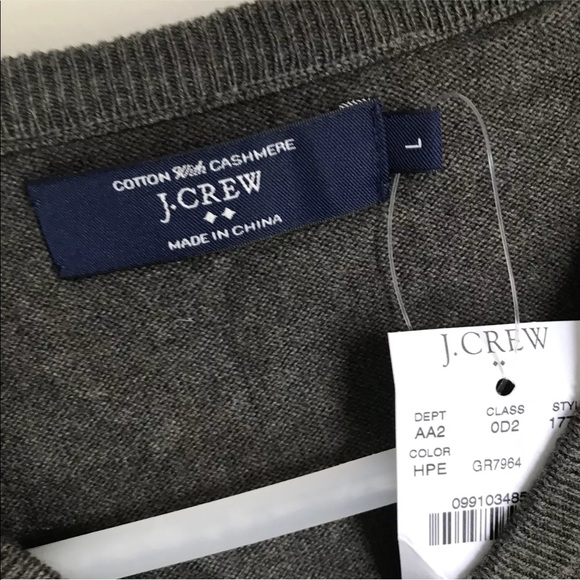 COTTON With CASHMERE
J.CREW
MADE IN CHINA
L
J.CREW
DEPT CLASS
AA2 0D2
COLOR
HPE GR7964